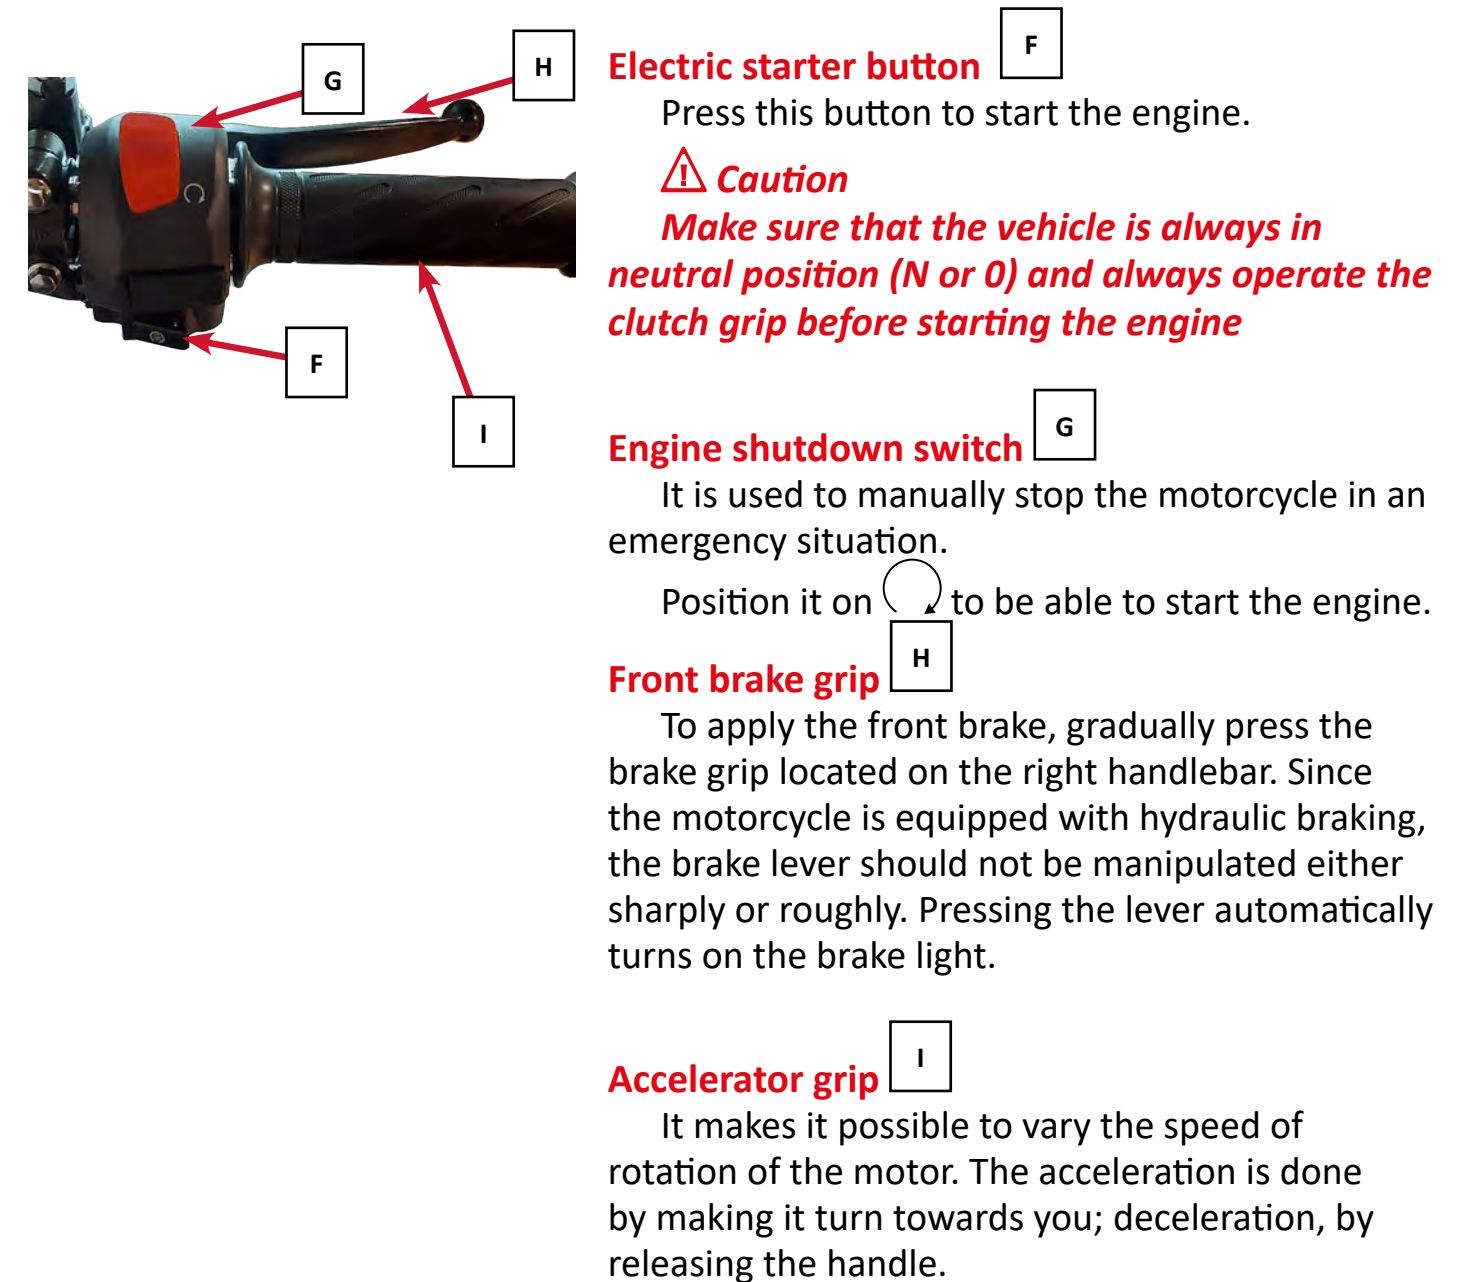 G
H
F
I
Electric starter button F
Press this button to start the engine.
Caution
Make sure that the vehicle is always in
neutral position (N or 0) and always operate the
clutch grip before starting the engine
Engine shutdown switch G
It is used to manually stop the motorcycle in an
emergency situation.
Position it on to be able to start the engine.
Front brake grip H
To apply the front brake, gradually press the
brake grip located on the right handlebar. Since
the motorcycle is equipped with hydraulic braking,
the brake lever should not be manipulated either
sharply or roughly. Pressing the lever automatically
turns on the brake light.
Accelerator grip I
It makes it possible to vary the speed of
rotation of the motor. The acceleration is done
by making it turn towards you; deceleration, by
releasing the handle.